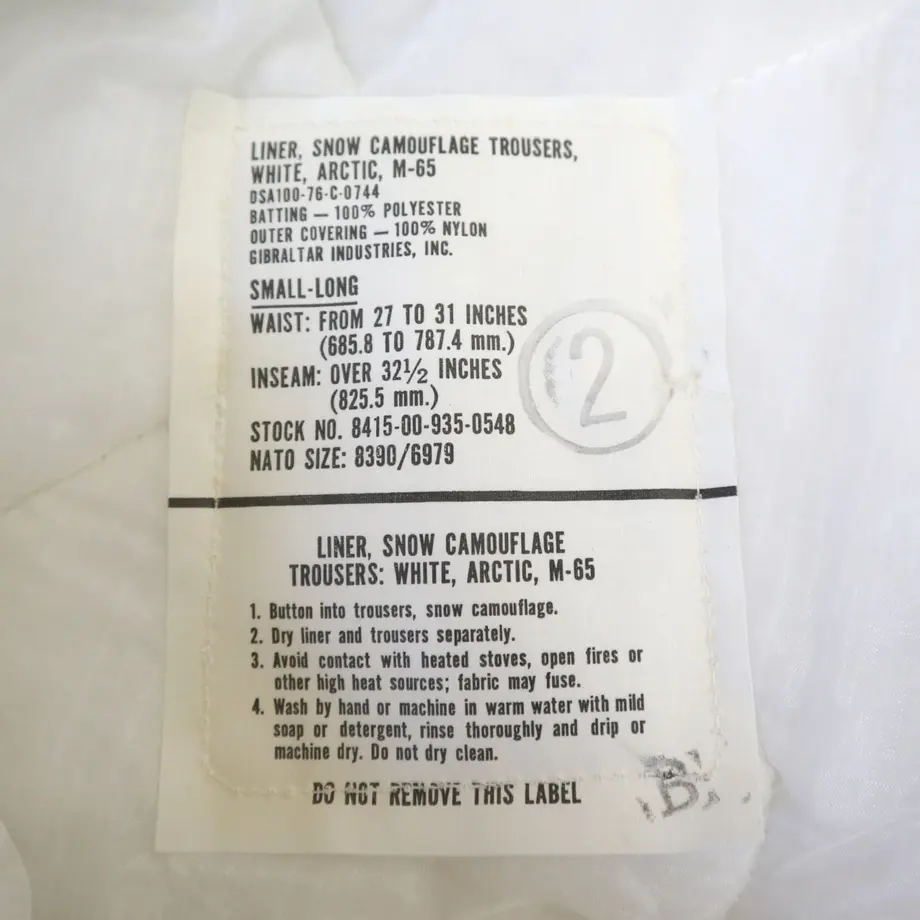 LINER, SNOW CAMOUFLAGE TROUSERS,
WHITE, ARCTIC, M-65
DSA100-76-C-0744
BATTING — 100% POLYESTER
OUTER COVERING — 100% NYLON
GIBRALTAR INDUSTRIES, INC.
SMALL-LONG
WAIST: FROM 27 TO 31 INCHES
(685.8 TO 787.4 mm.)
INSEAM: OVER 32½ INCHES
(825.5 mm.)
2
STOCK NO. 8415-00-935-0548
NATO SIZE: 8390/6979
LINER, SNOW CAMOUFLAGE
TROUSERS: WHITE, ARCTIC, M-65
1. Button into trousers, snow camouflage.
2. Dry liner and trousers separately.
3. Avoid contact with heated stoves, open fires or
other high heat sources; fabric may fuse.
4. Wash by hand or machine in warm water with mild
soap or detergent, rinse thoroughly and drip or
machine dry. Do not dry clean.
DO NOT REMOVE THIS LABEL
B